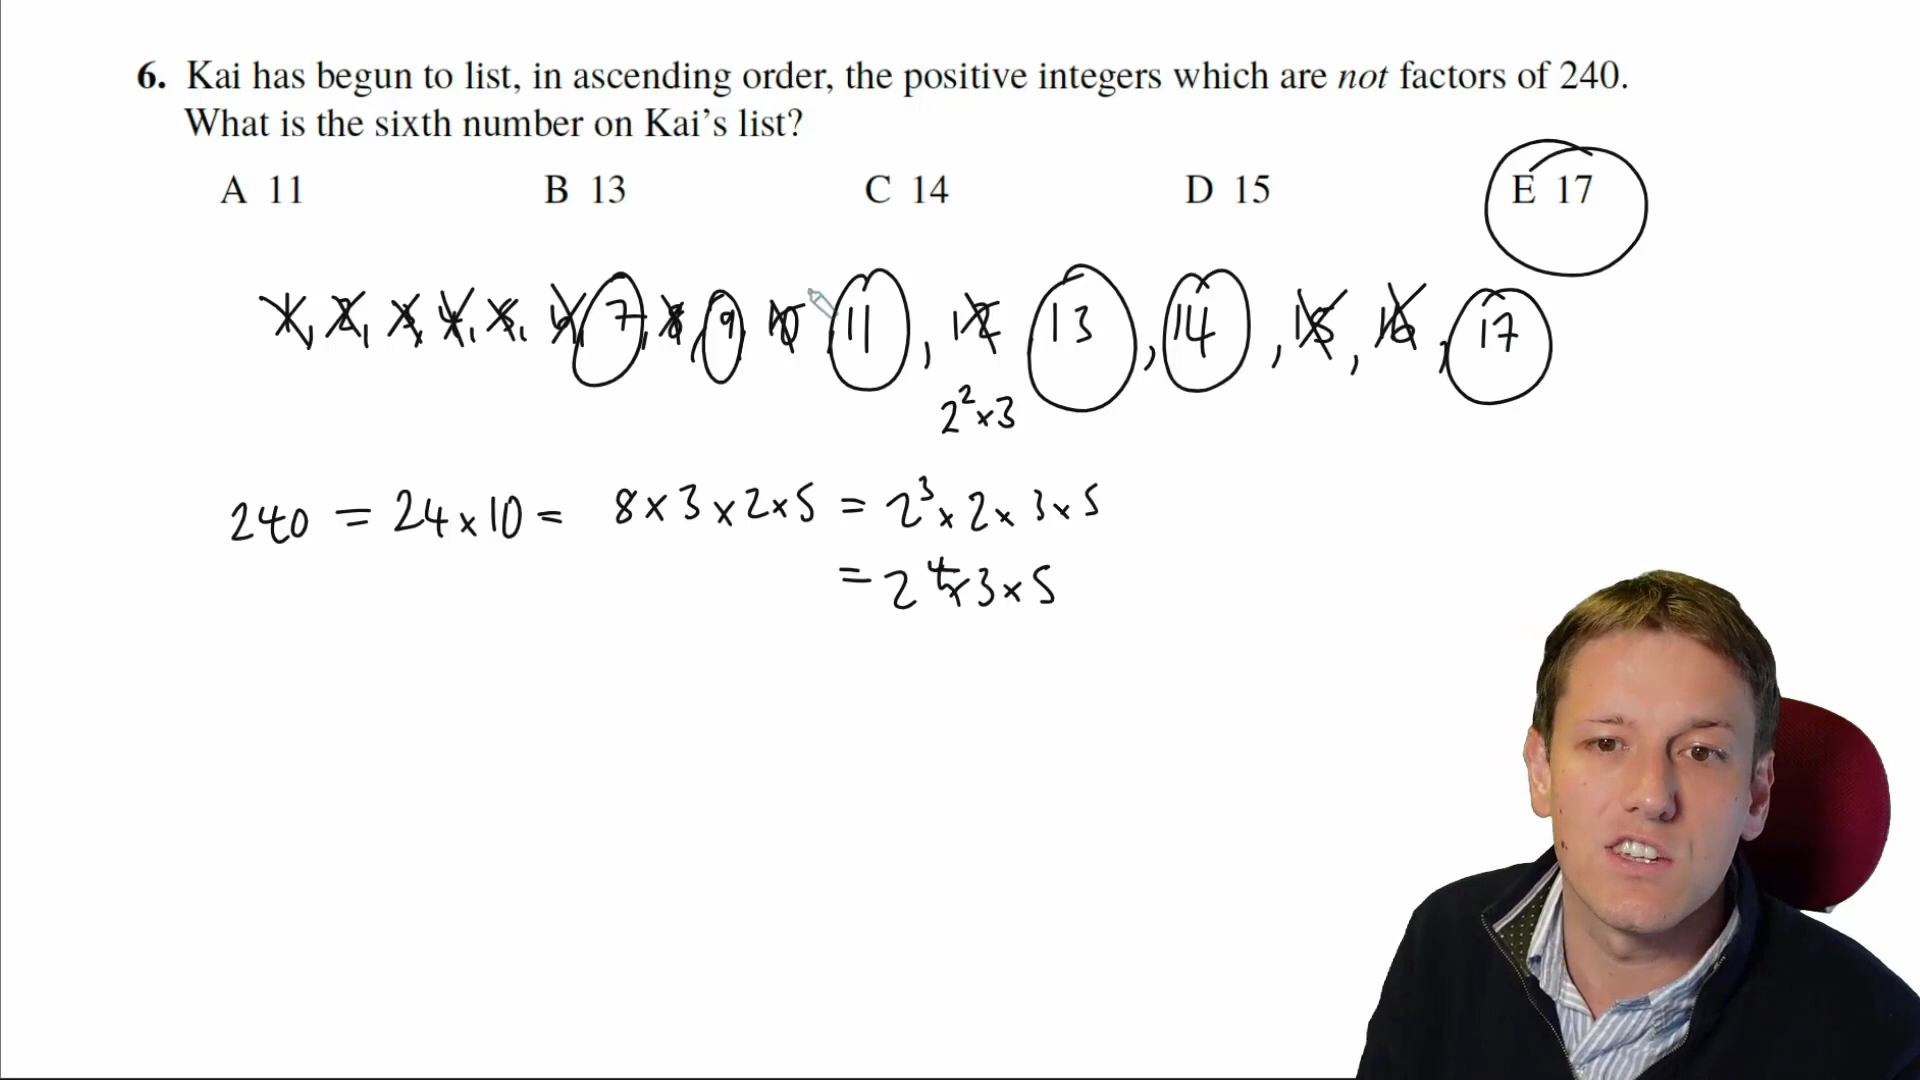 6. Kai has begun to list, in ascending order, the positive integers which are not factors of 240.
What is the sixth number on Kai's list?
A 11 B 13 C 14 D 15 E 17
1, 2, 3, 4, 5, 6, 7, 8, 9 10 11, 12 13, 14, 15, 16, 17
2² × 3
240 = 24 × 10 = 8 × 3 × 2 × 5 = 2³ × 2 × 3 × 5
= 2⁴ × 3 × 5